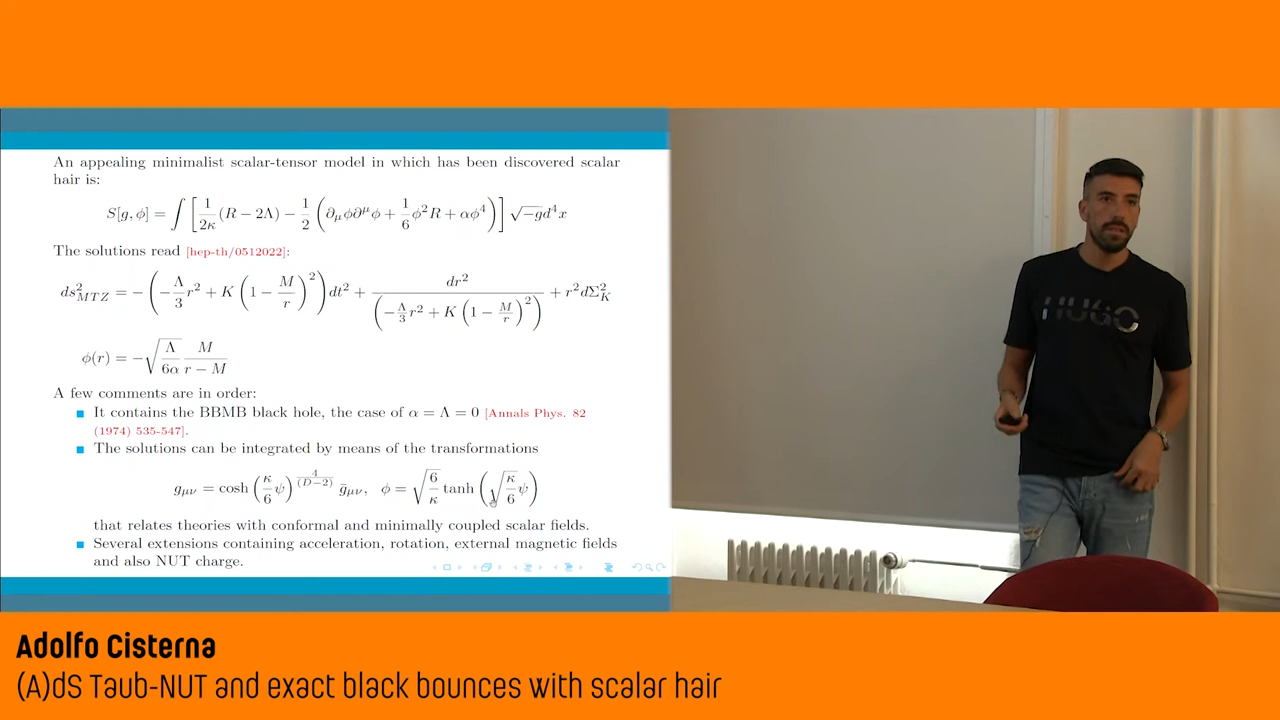 An appealing minimalist scalar-tensor model in which has been discovered scalar
hair is:
S[g, ϕ] = ∫ [ 1/2κ (R − 2Λ) − 1/2 ( ∂μϕ∂^μϕ + 1/6 ϕ²R + αϕ⁴ ) ] √−g d⁴x
The solutions read [hep-th/0512022]:
ds²_MTZ = − ( −Λ/3 r² + K (1 − M/r)² ) dt² + dr² / ( −Λ/3 r² + K (1 − M/r)² ) + r²dΣ²_K
ϕ(r) = −√(Λ/6α) M/(r − M)
A few comments are in order:
It contains the BBMB black hole, the case of α = Λ = 0 [Annals Phys. 82
(1974) 535-547].
The solutions can be integrated by means of the transformations
g_μν = cosh (κ/6 ψ)^{4/(D−2)} ḡ_μν, ϕ = √(6/κ) tanh ( √(κ/6) ψ )
that relates theories with conformal and minimally coupled scalar fields.
Several extensions containing acceleration, rotation, external magnetic fields
and also NUT charge.
HUGO
Adolfo Cisterna
(A)dS Taub-NUT and exact black bounces with scalar hair